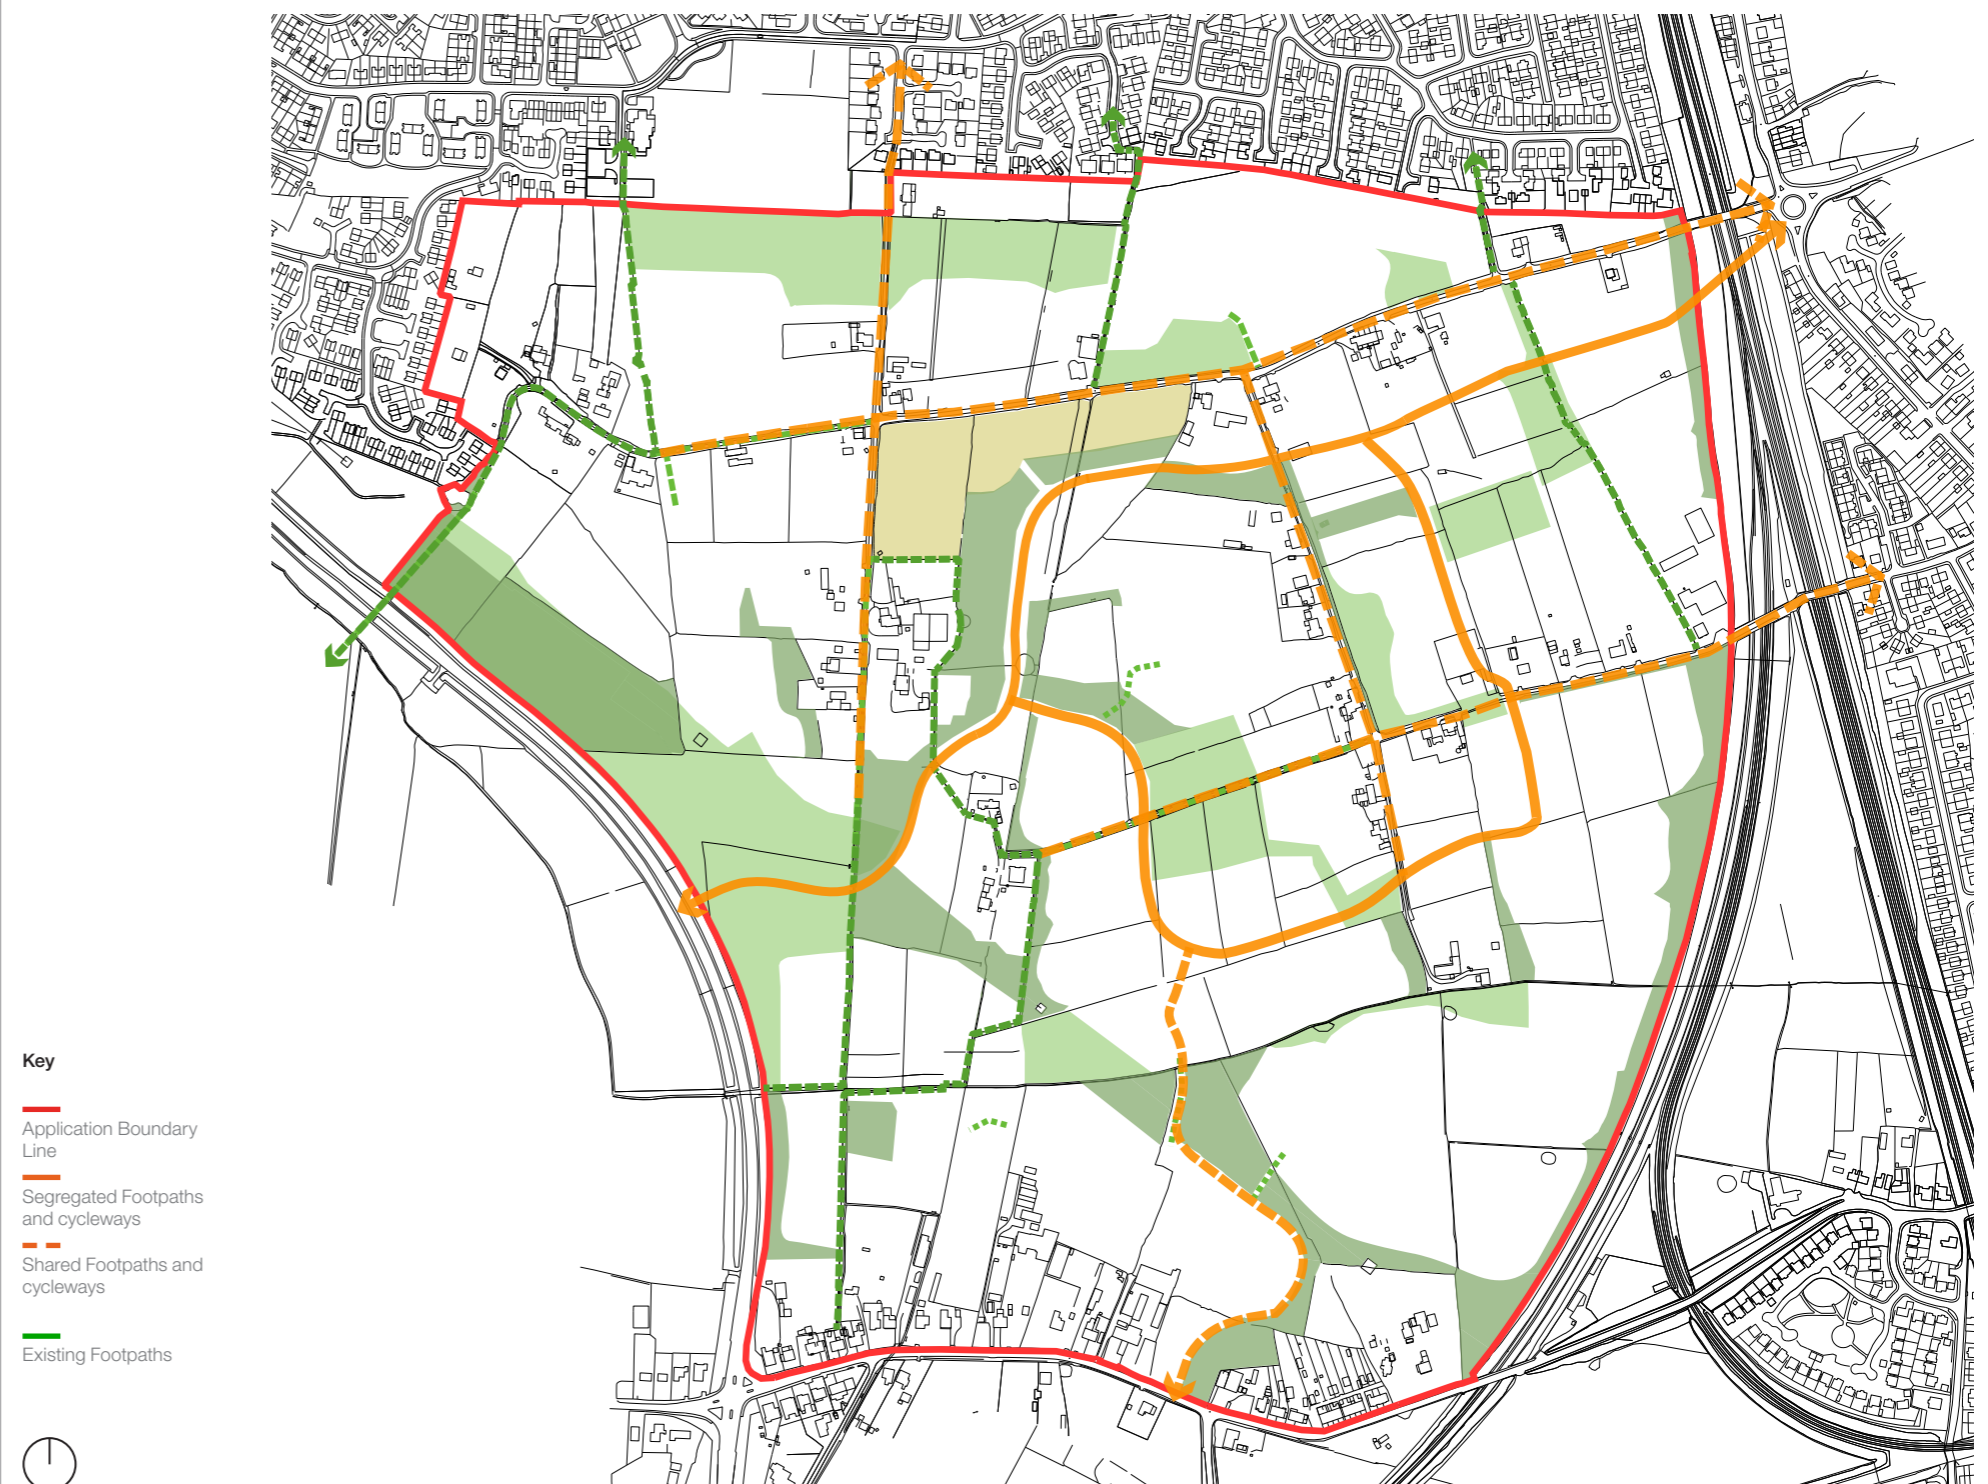 Key
Application Boundary
Line
Segregated Footpaths
and cycleways
Shared Footpaths and
cycleways
Existing Footpaths